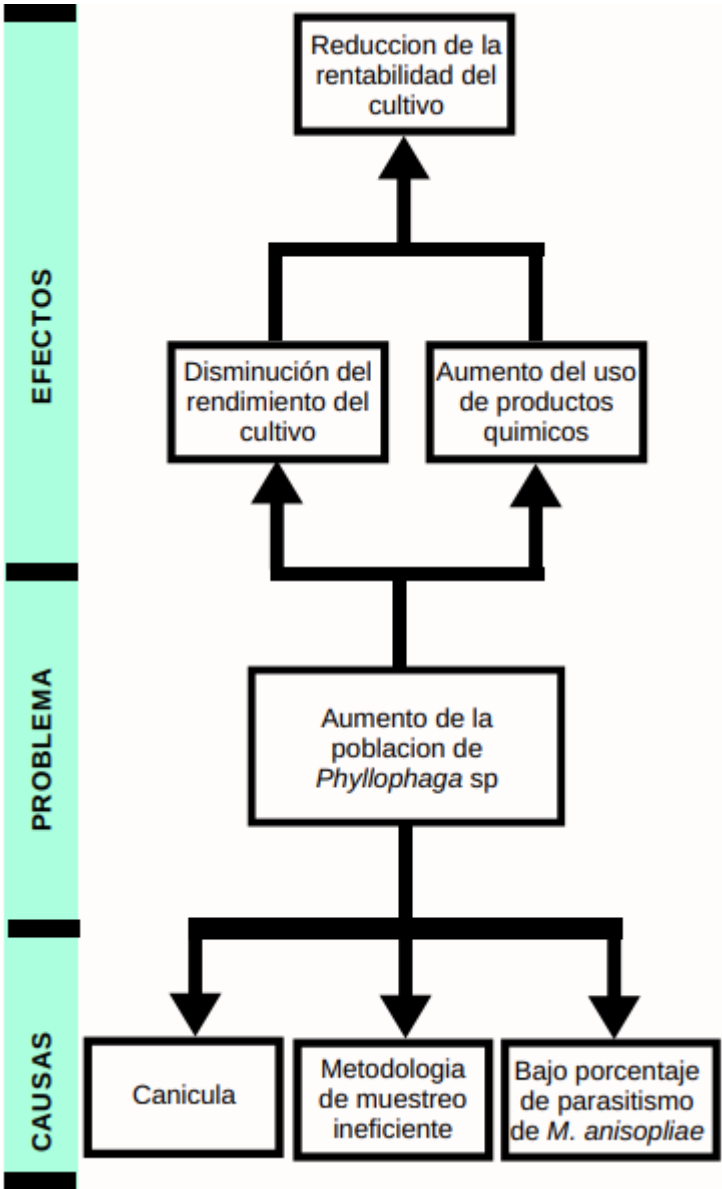 EFECTOS
Reduccion de la
rentabilidad del
cultivo
Disminución del
rendimiento del
cultivo
Aumento del uso
de productos
quimicos
PROBLEMA
Aumento de la
poblacion de
Phyllophaga sp
CAUSAS
Canicula
Metodologia
de muestreo
ineficiente
Bajo porcentaje
de parasitismo
de M. anisopliae